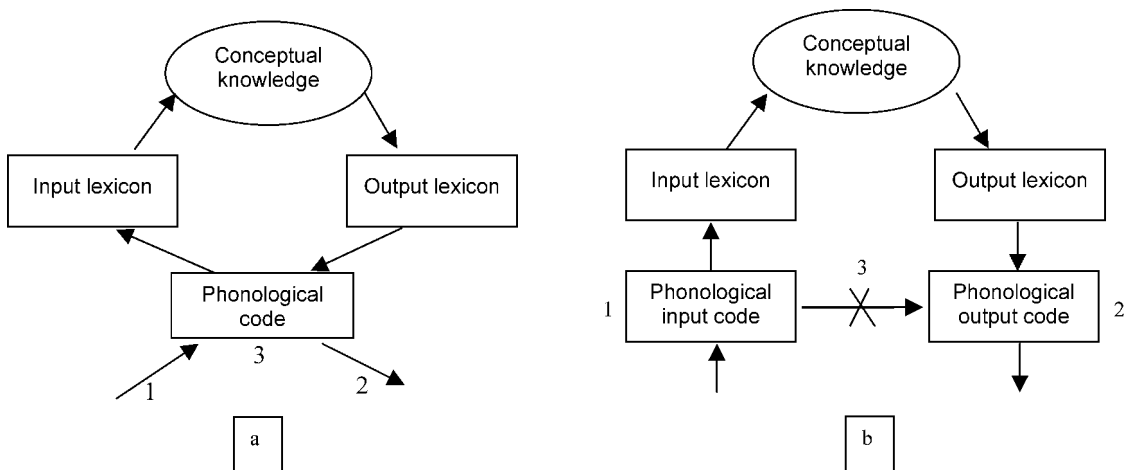 Conceptual
knowledge
Input lexicon
Output lexicon
Phonological
code
3
1
2
a
Conceptual
knowledge
Input lexicon
Output lexicon
3
1
Phonological
input code
Phonological
output code
2
b